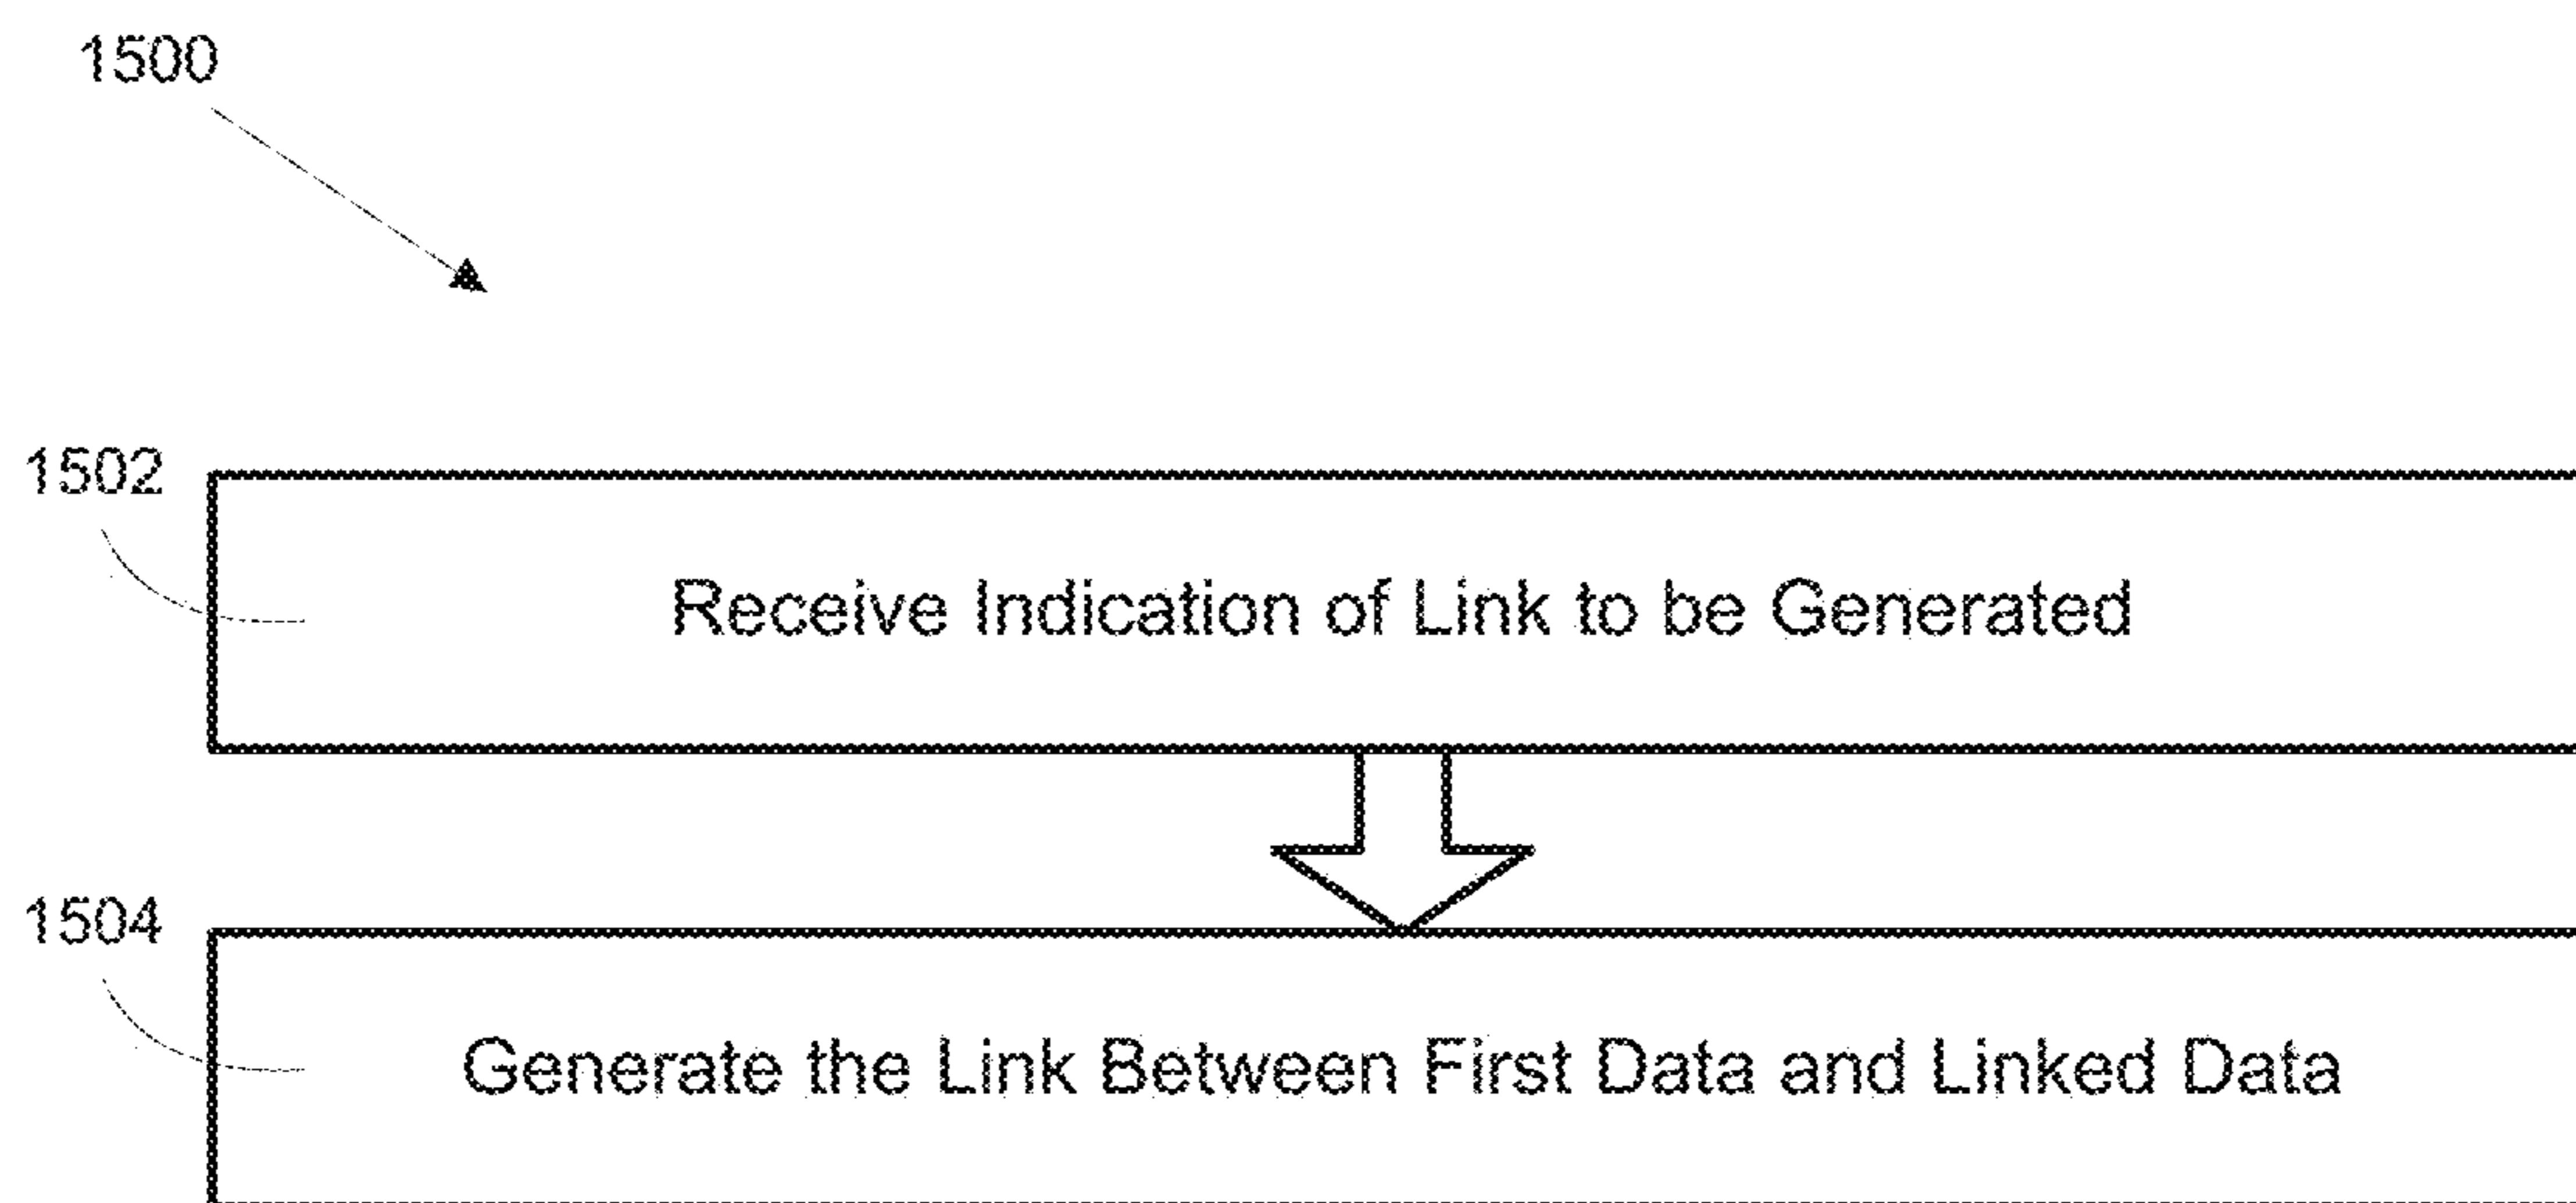 1500
1502
Receive Indication of Link to be Generated
1504
Generate the Link Between First Data and Linked Data